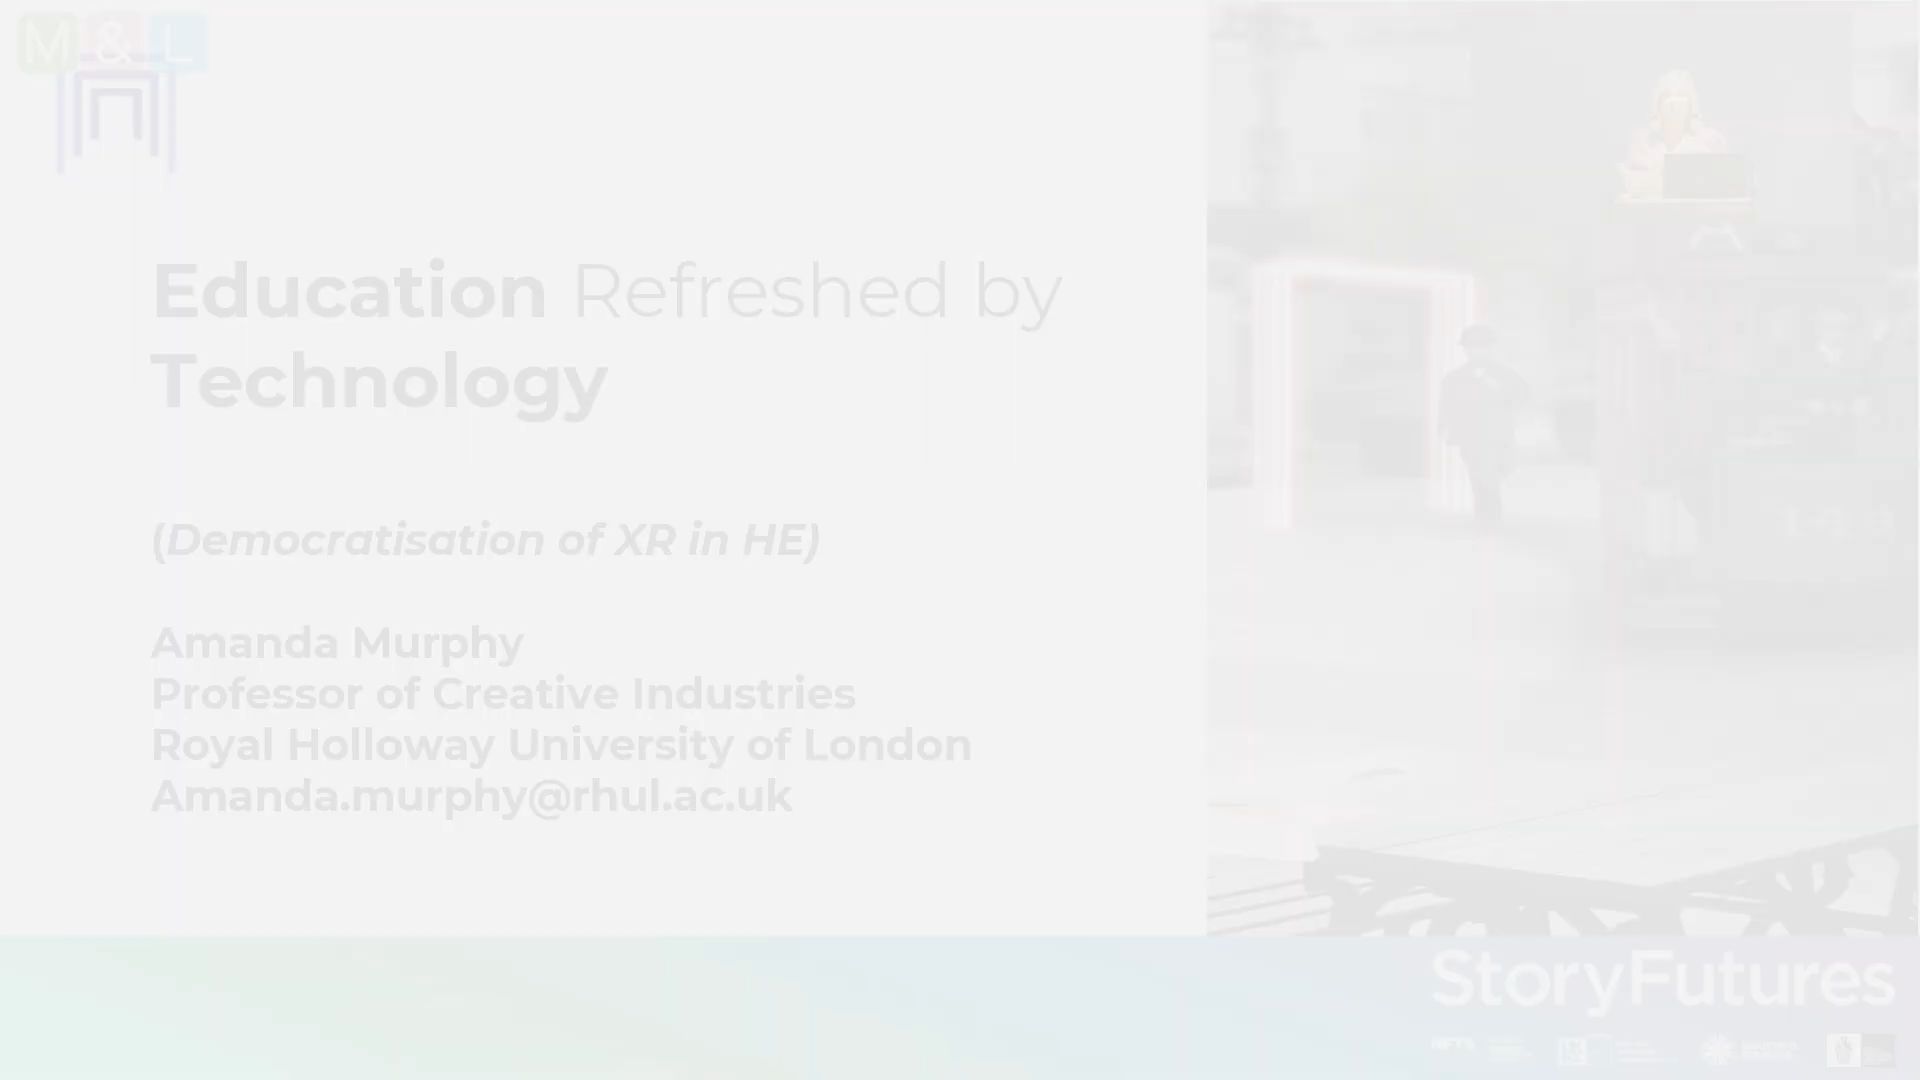 M & L
Education Refreshed by
Technology
(Democratisation of XR in HE)
Amanda Murphy
Professor of Creative Industries
Royal Holloway University of London
Amanda.murphy@rhul.ac.uk
StoryFutures